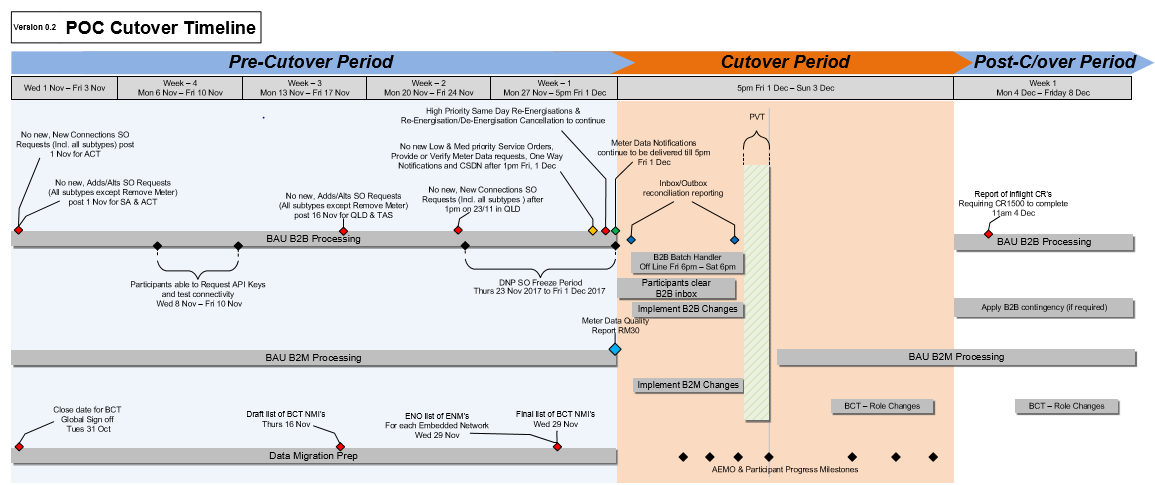 Version 0.2 POC Cutover Timeline
Pre-Cutover Period
Cutover Period
Post-C/over Period
Wed 1 Nov – Fri 3 Nov
Week – 4
Mon 6 Nov – Fri 10 Nov
Week – 3
Mon 13 Nov – Fri 17 Nov
Week – 2
Mon 20 Nov – Fri 24 Nov
Week – 1
Mon 27 Nov – 5pm Fri 1 Dec
5pm Fri 1 Dec – Sun 3 Dec
Week 1
Mon 4 Dec – Friday 8 Dec
High Priority Same Day Re-Energisations &
Re-Energisation/De-Energisation Cancellation to continue
PVT
No new, New Connections SO
Requests (Incl. all subtypes) post
1 Nov for ACT
No new Low & Med priority Service Orders,
Provide or Verify Meter Data requests, One Way
Notifications and CSDN after 1pm Fri, 1 Dec
Meter Data Notifications
continue to be delivered till 5pm
Fri 1 Dec
No new, Adds/Alts SO Requests
(All subtypes except Remove Meter)
post 1 Nov for SA & ACT
No new, Adds/Alts SO Requests
(All subtypes except Remove Meter)
post 16 Nov for QLD & TAS
No new, New Connections SO
Requests (Incl. all subtypes ) after
1pm on 23/11 in QLD
Inbox/Outbox
reconciliation reporting
Report of Inflight CR's
Requiring CR1500 to complete
11am 4 Dec
BAU B2B Processing
BAU B2B Processing
B2B Batch Handler
Off Line Fri 6pm – Sat 6pm
Participants able to Request API Keys
and test connectivity
Wed 8 Nov – Fri 10 Nov
DNP SO Freeze Period
Thurs 23 Nov 2017 to Fri 1 Dec 2017
Participants clear
B2B inbox
Implement B2B Changes
Apply B2B contingency (if required)
Meter Data Quality
Report RM30
BAU B2M Processing
BAU B2M Processing
Implement B2M Changes
BCT – Role Changes
BCT – Role Changes
Close date for BCT
Global Sign off
Tues 31 Oct
Draft list of BCT NMI's
Thurs 16 Nov
ENO list of ENM's
For each Embedded Network
Wed 29 Nov
Final list of BCT NMI's
Wed 29 Nov
Data Migration Prep
AEMO & Participant Progress Milestones